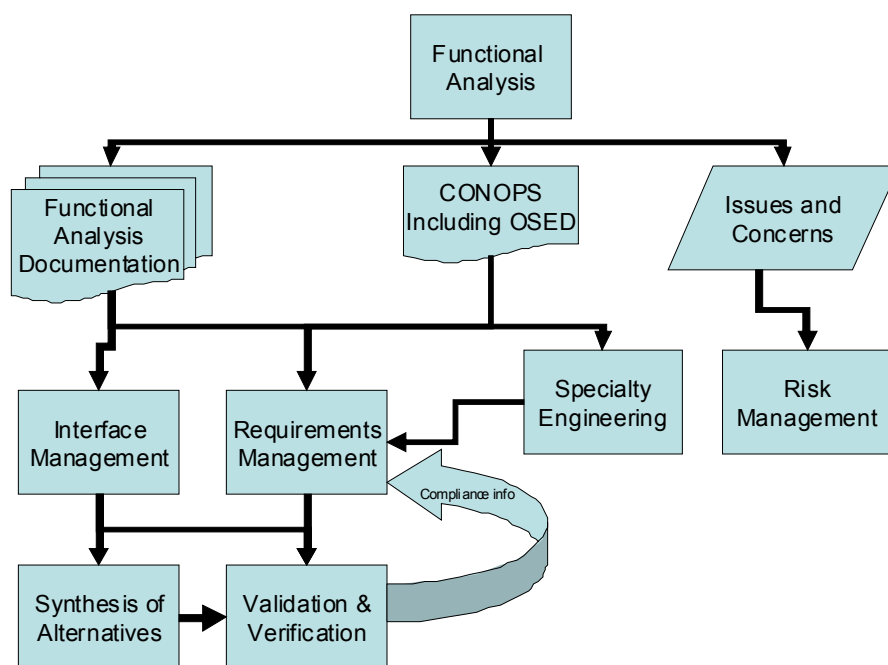 Functional
Analysis
Functional
Analysis
Documentation
CONOPS
Including OSED
Issues and
Concerns
Interface
Management
Requirements
Management
Specialty
Engineering
Risk
Management
Compliance info
Synthesis of
Alternatives
Validation &
Verification